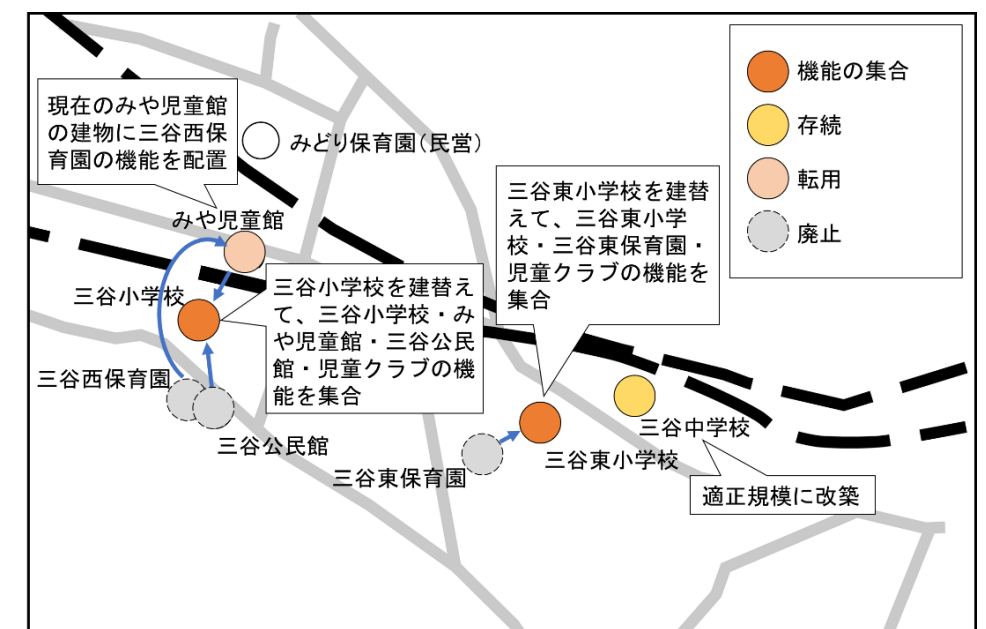 機能の集合
存続
転用
廃止
現在のみや児童館
の建物に三谷西保
育園の機能を配置
みどり保育園(民営)
みや児童館
三谷小学校
三谷小学校を建替え
て、三谷小学校・み
や児童館・三谷公民
館・児童クラブの機
能を集合
三谷東小学校を建替
えて、三谷東小学
校・三谷東保育園・
児童クラブの機能を
集合
三谷西保育園
三谷公民館
三谷東保育園
三谷東小学校
三谷中学校
適正規模に改築